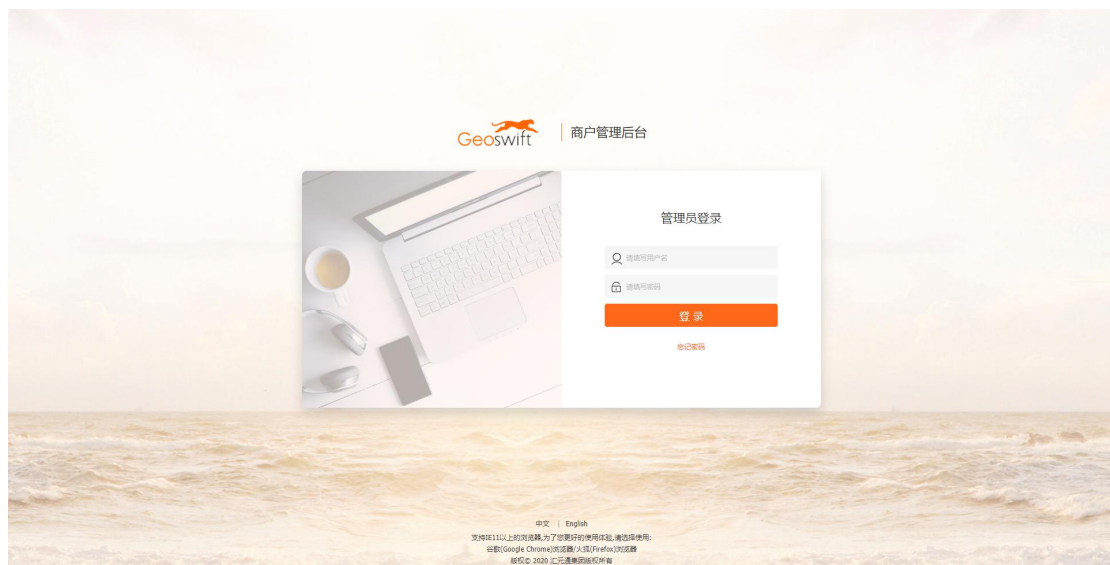 Geoswift
商户管理后台
管理员登录
请填写用户名
请填写密码
登 录
忘记密码
中文 | English
支持IE11以上的浏览器,为了您更好的使用体验,请选择使用:
谷歌(Google Chrome)浏览器/火狐(Firefox)浏览器
版权© 2020 汇元通集团版权所有